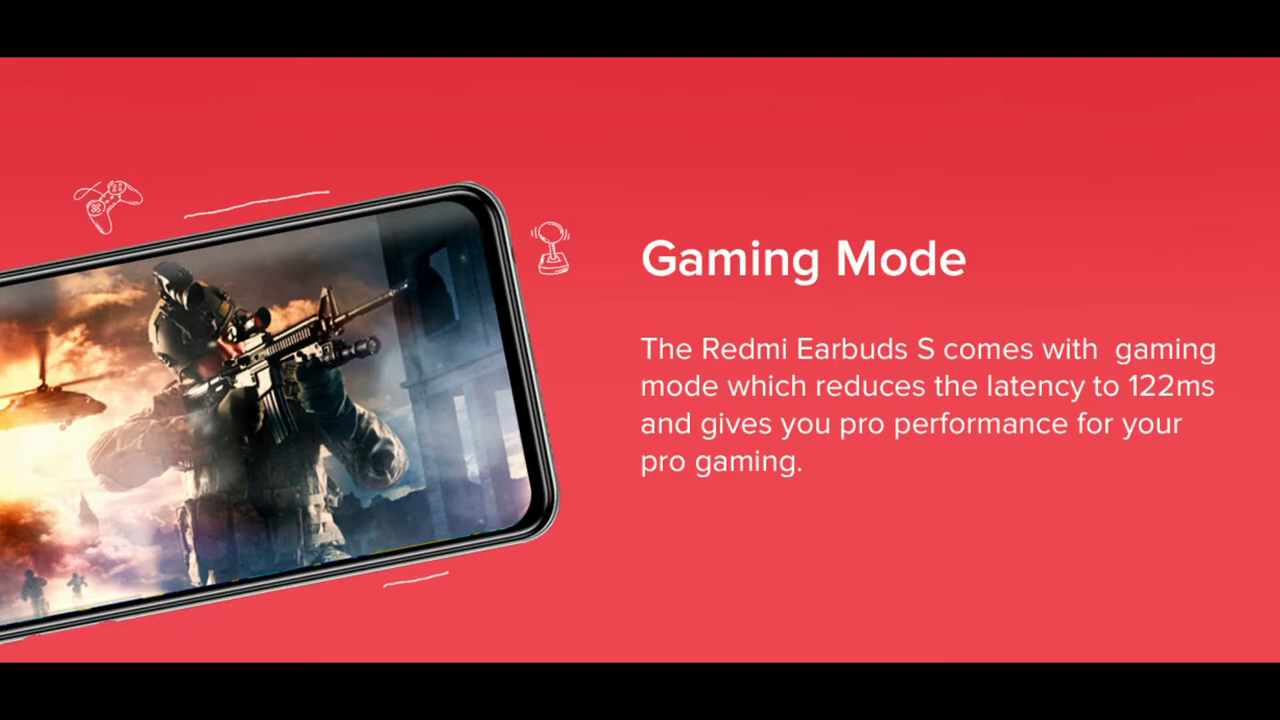 Gaming Mode
The Redmi Earbuds S comes with  gaming
mode which reduces the latency to 122ms
and gives you pro performance for your
pro gaming.